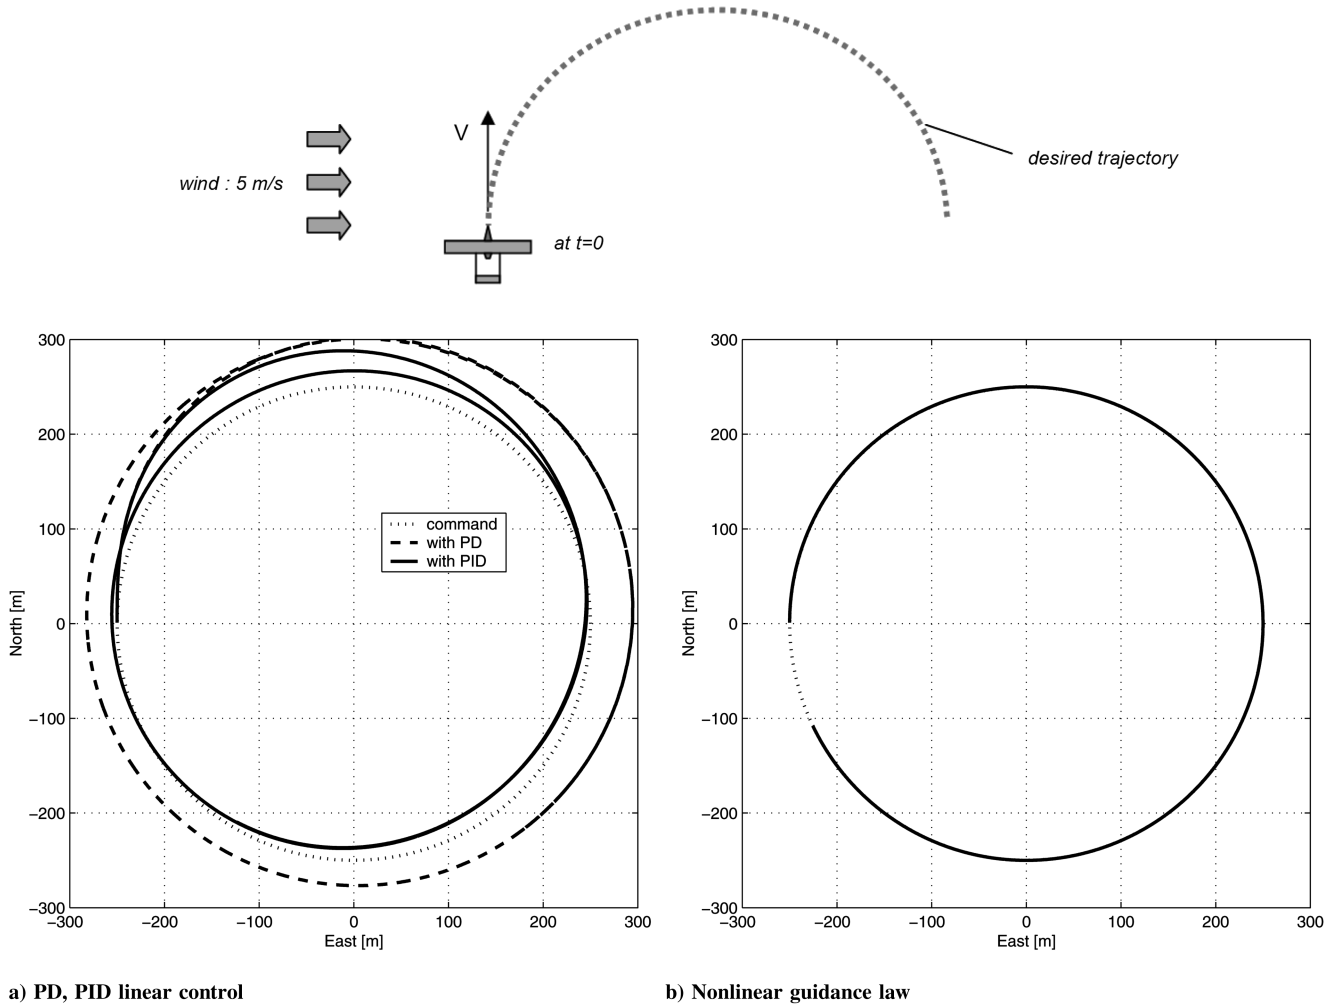 V
desired trajectory
wind : 5 m/s
at t=0
300
200
100
0
−100
−200
−300
−300
−200
−100
0
100
200
300
North [m]
East [m]
command
with PD
with PID
300
200
100
0
−100
−200
−300
−300
−200
−100
0
100
200
300
North [m]
East [m]
a) PD, PID linear control
b) Nonlinear guidance law